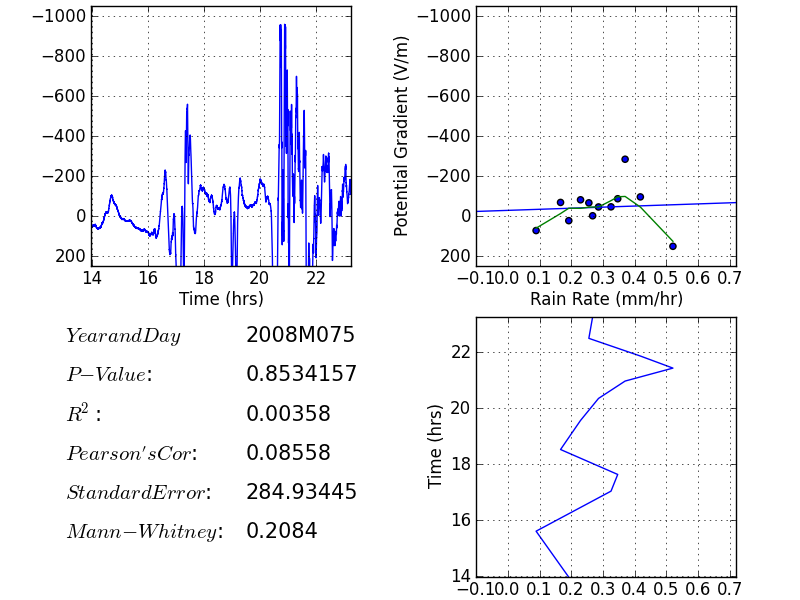 −1000
−800
−600
−400
−200
0
200
14 16 18 20 22
Time (hrs)
Potential Gradient (V/m)
−1000
−800
−600
−400
−200
0
200
−0.1 0.0 0.1 0.2 0.3 0.4 0.5 0.6 0.7
Rain Rate (mm/hr)
YearandDay 2008M075
P−Value: 0.8534157
R²: 0.00358
Pearson'sCor: 0.08558
StandardError: 284.93445
Mann−Whitney: 0.2084
Time (hrs)
22
20
18
16
14
−0.1 0.0 0.1 0.2 0.3 0.4 0.5 0.6 0.7